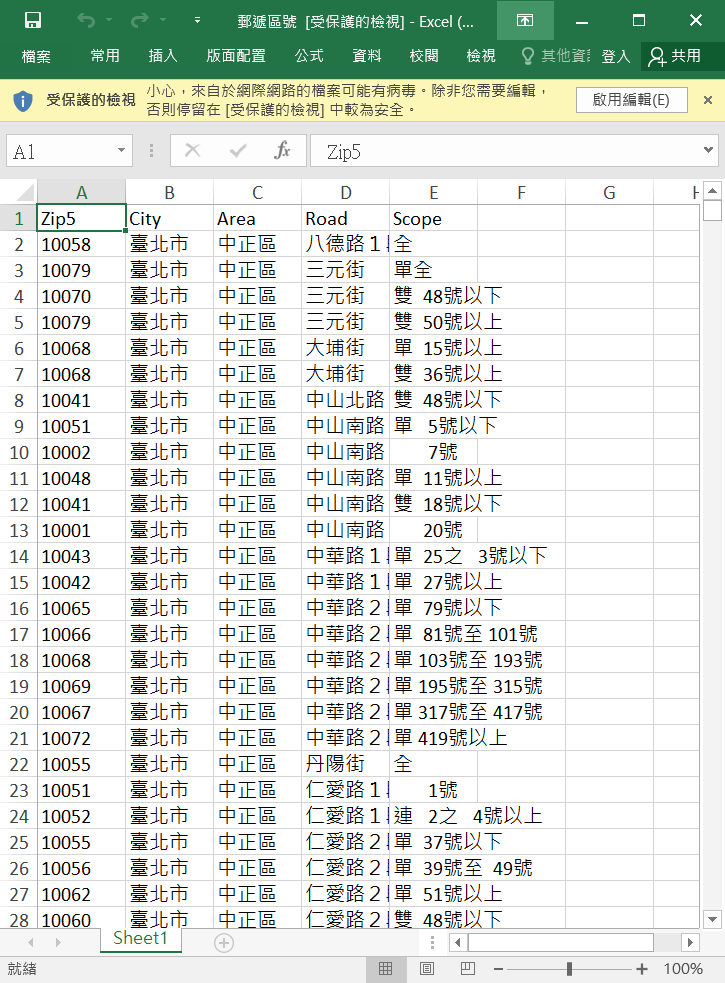 郵遞區號 [受保護的檢視] - Excel (...
檔案 常用 插入 版面配置 公式 資料 校閱 檢視 其他資 登入 共用
受保護的檢視 小心，來自於網際網路的檔案可能有病毒。除非您需要編輯，
否則停留在 [受保護的檢視] 中較為安全。
啟用編輯(E)
A1 fx Zip5
A B C D E F G H
1 Zip5 City Area Road Scope
2 10058 臺北市 中正區 八德路１ 全
3 10079 臺北市 中正區 三元街 單全
4 10070 臺北市 中正區 三元街 雙 48號以下
5 10079 臺北市 中正區 三元街 雙 50號以上
6 10068 臺北市 中正區 大埔街 單 15號以上
7 10068 臺北市 中正區 大埔街 雙 36號以上
8 10041 臺北市 中正區 中山北路 雙 48號以下
9 10051 臺北市 中正區 中山南路 單 5號以下
10 10002 臺北市 中正區 中山南路 7號
11 10048 臺北市 中正區 中山南路 單 11號以上
12 10041 臺北市 中正區 中山南路 雙 18號以下
13 10001 臺北市 中正區 中山南路 20號
14 10043 臺北市 中正區 中華路１ 單 25之 3號以下
15 10042 臺北市 中正區 中華路１ 單 27號以上
16 10065 臺北市 中正區 中華路２ 單 79號以下
17 10066 臺北市 中正區 中華路２ 單 81號至 101號
18 10068 臺北市 中正區 中華路２ 單 103號至 193號
19 10069 臺北市 中正區 中華路２ 單 195號至 315號
20 10067 臺北市 中正區 中華路２ 單 317號至 417號
21 10072 臺北市 中正區 中華路２ 單 419號以上
22 10055 臺北市 中正區 丹陽街 全
23 10051 臺北市 中正區 仁愛路１ 1號
24 10052 臺北市 中正區 仁愛路１ 連 2之 4號以上
25 10055 臺北市 中正區 仁愛路２ 單 37號以下
26 10056 臺北市 中正區 仁愛路２ 單 39號至 49號
27 10062 臺北市 中正區 仁愛路２ 單 51號以上
28 10060 臺北市 中正區 仁愛路２ 雙 48號以下
Sheet1
就緒 100%